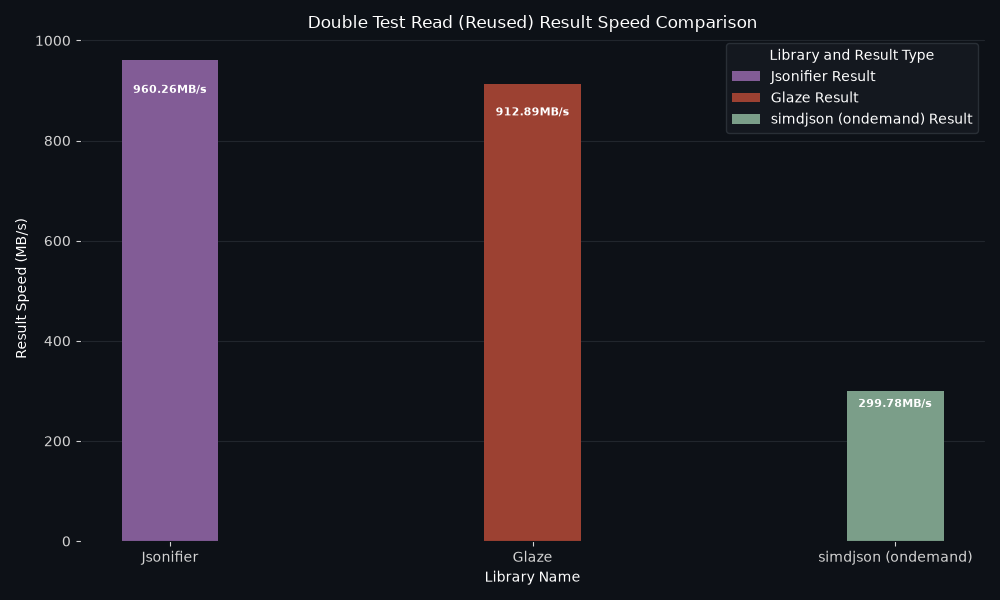 Double Test Read (Reused) Result Speed Comparison
Library and Result Type
Jsonifier Result
Glaze Result
simdjson (ondemand) Result
1000
800
600
400
200
0
Result Speed (MB/s)
960.26MB/s
912.89MB/s
299.78MB/s
Jsonifier
Glaze
simdjson (ondemand)
Library Name